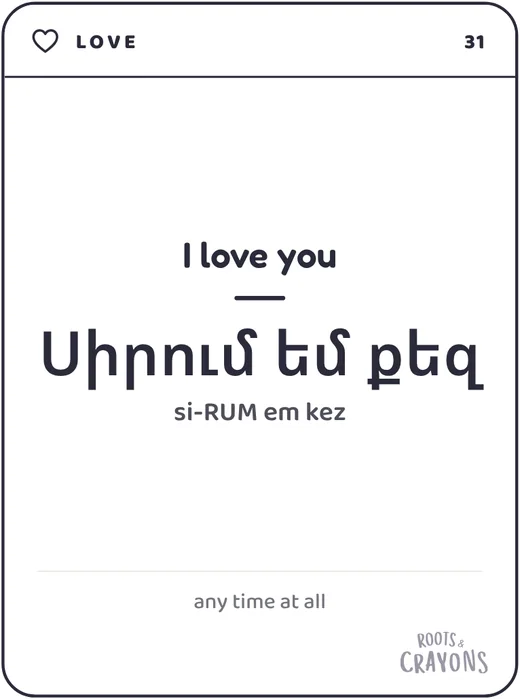 LOVE 31
I love you
Սիրում եմ քեզ
si-RUM em kez
any time at all
ROOTS &
CRAYONS